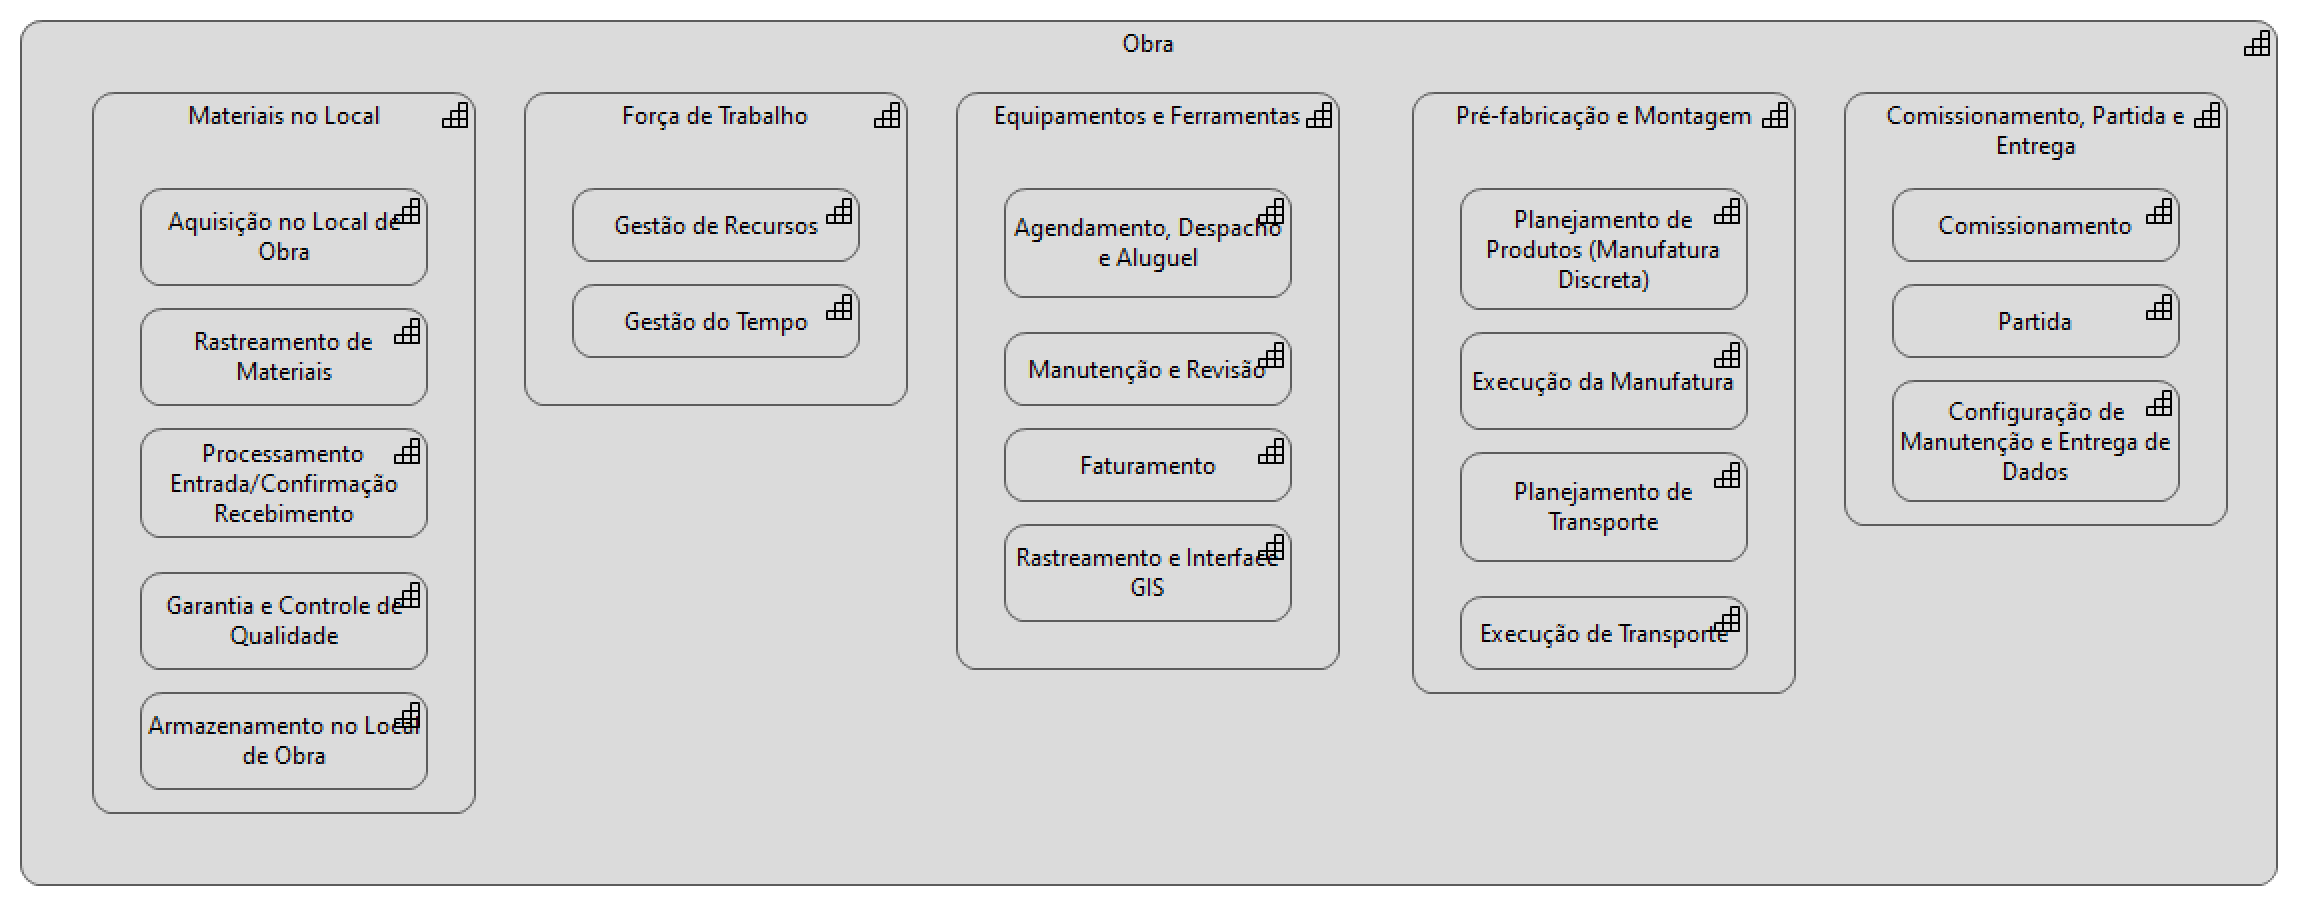 Obra
Materiais no Local
Aquisição no Local de
Obra
Rastreamento de
Materiais
Processamento
Entrada/Confirmação
Recebimento
Garantia e Controle de
Qualidade
Armazenamento no Local
de Obra
Força de Trabalho
Gestão de Recursos
Gestão do Tempo
Equipamentos e Ferramentas
Agendamento, Despacho
e Aluguel
Manutenção e Revisão
Faturamento
Rastreamento e Interface
GIS
Pré-fabricação e Montagem
Planejamento de
Produtos (Manufatura
Discreta)
Execução da Manufatura
Planejamento de
Transporte
Execução de Transporte
Comissionamento, Partida e
Entrega
Comissionamento
Partida
Configuração de
Manutenção e Entrega de
Dados